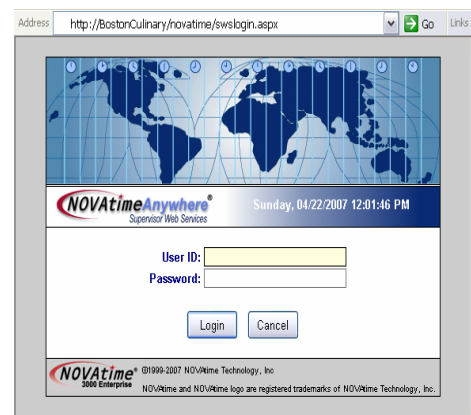 Address http://BostonCulinary/novatime/swslogin.aspx Go Links
NOVAtimeAnywhere®
Supervisor Web Services
Sunday, 04/22/2007 12:01:46 PM
User ID:
Password:
Login Cancel
NOVAtime® ©1999-2007 NOVAtime Technology, Inc
3000 Enterprise
NOVAtime and NOVAtime logo are registered trademarks of NOVAtime Technology, Inc.